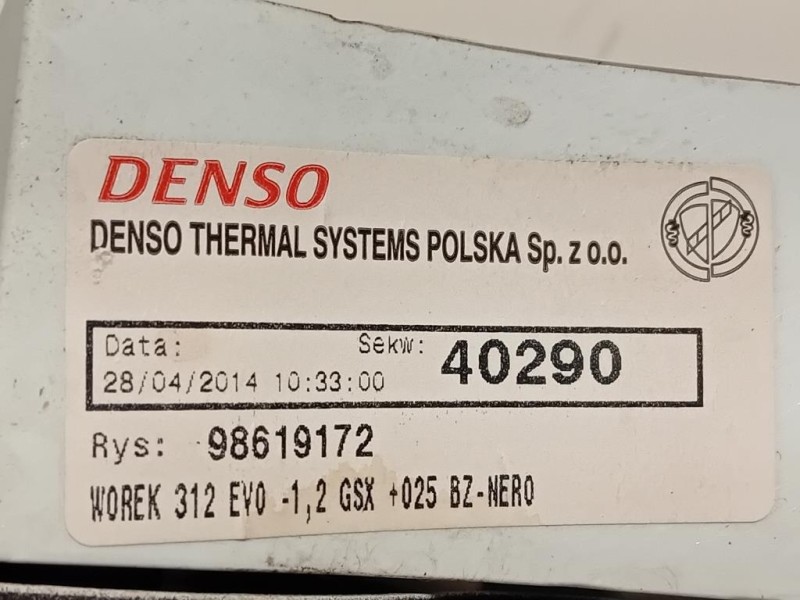 DENSO
DENSO THERMAL SYSTEMS POLSKA Sp. z o.o.
Data: Sekw: 40290
28/04/2014 10:33:00
Rys: 98619172
WOREK 312 EVO -1,2 GSX +025 BZ-NERO